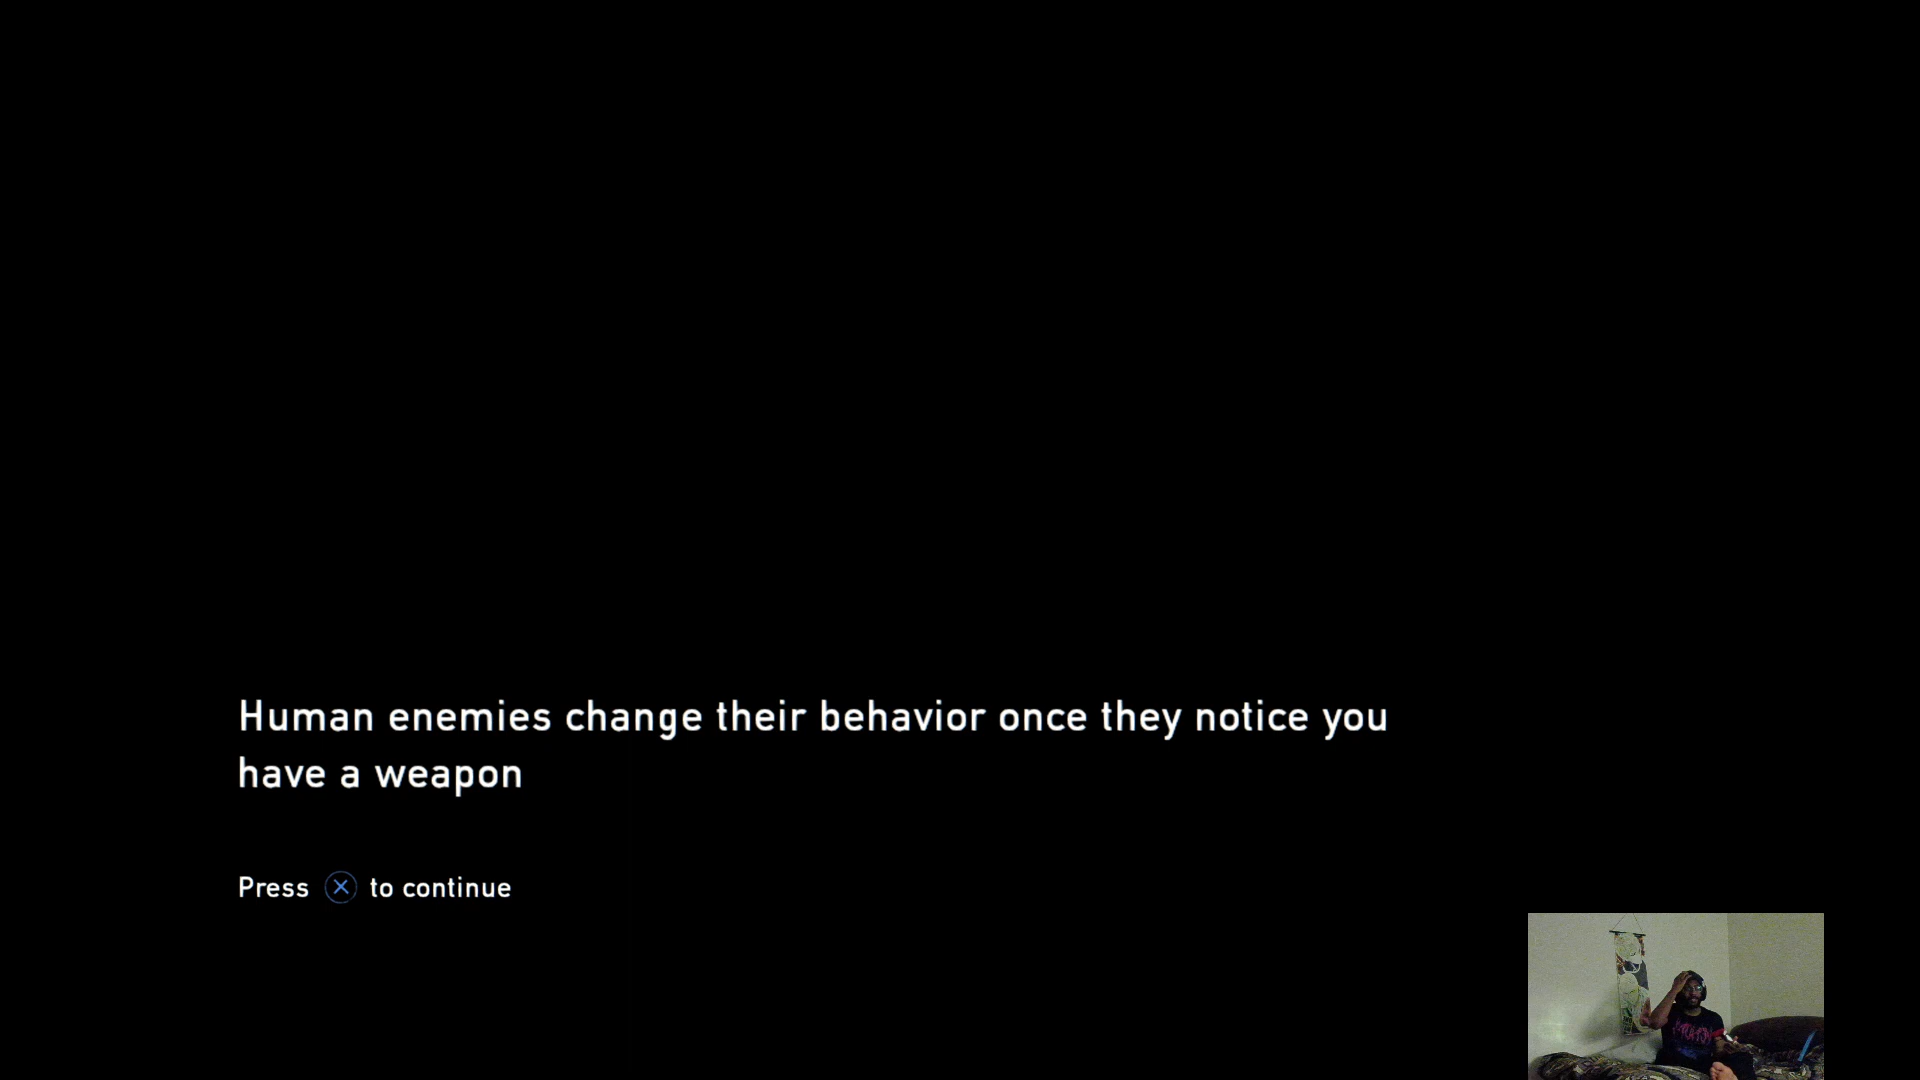 Human enemies change their behavior once they notice you
have a weapon
Press ⓧ to continue